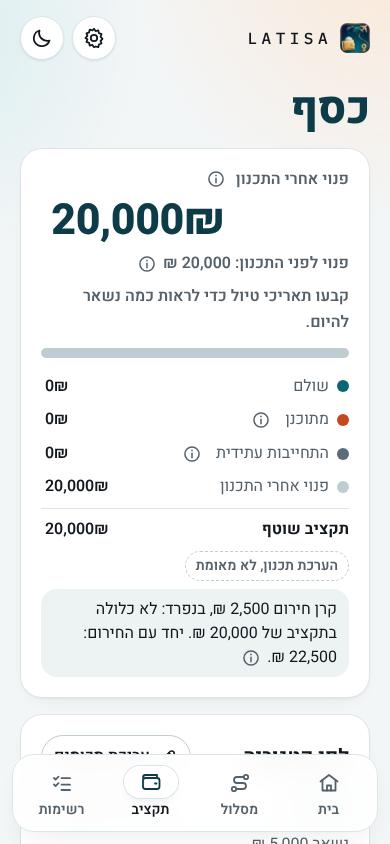 LATISA
כסף
פנוי אחרי התכנון
20,000₪
פנוי לפני התכנון: 20,000 ₪
קבעו תאריכי טיול כדי לראות כמה נשאר
להיום.
שולם 0₪
מתוכנן 0₪
התחייבות עתידית 0₪
פנוי אחרי התכנון 20,000₪
תקציב שוטף 20,000₪
הערכת תכנון, לא מאומת
קרן חירום 2,500 ₪, בנפרד: לא כלולה
בתקציב של 20,000 ₪. יחד עם החירום:
22,500 ₪.
בית
מסלול
תקציב
רשימות
נשאר 5,000 ₪